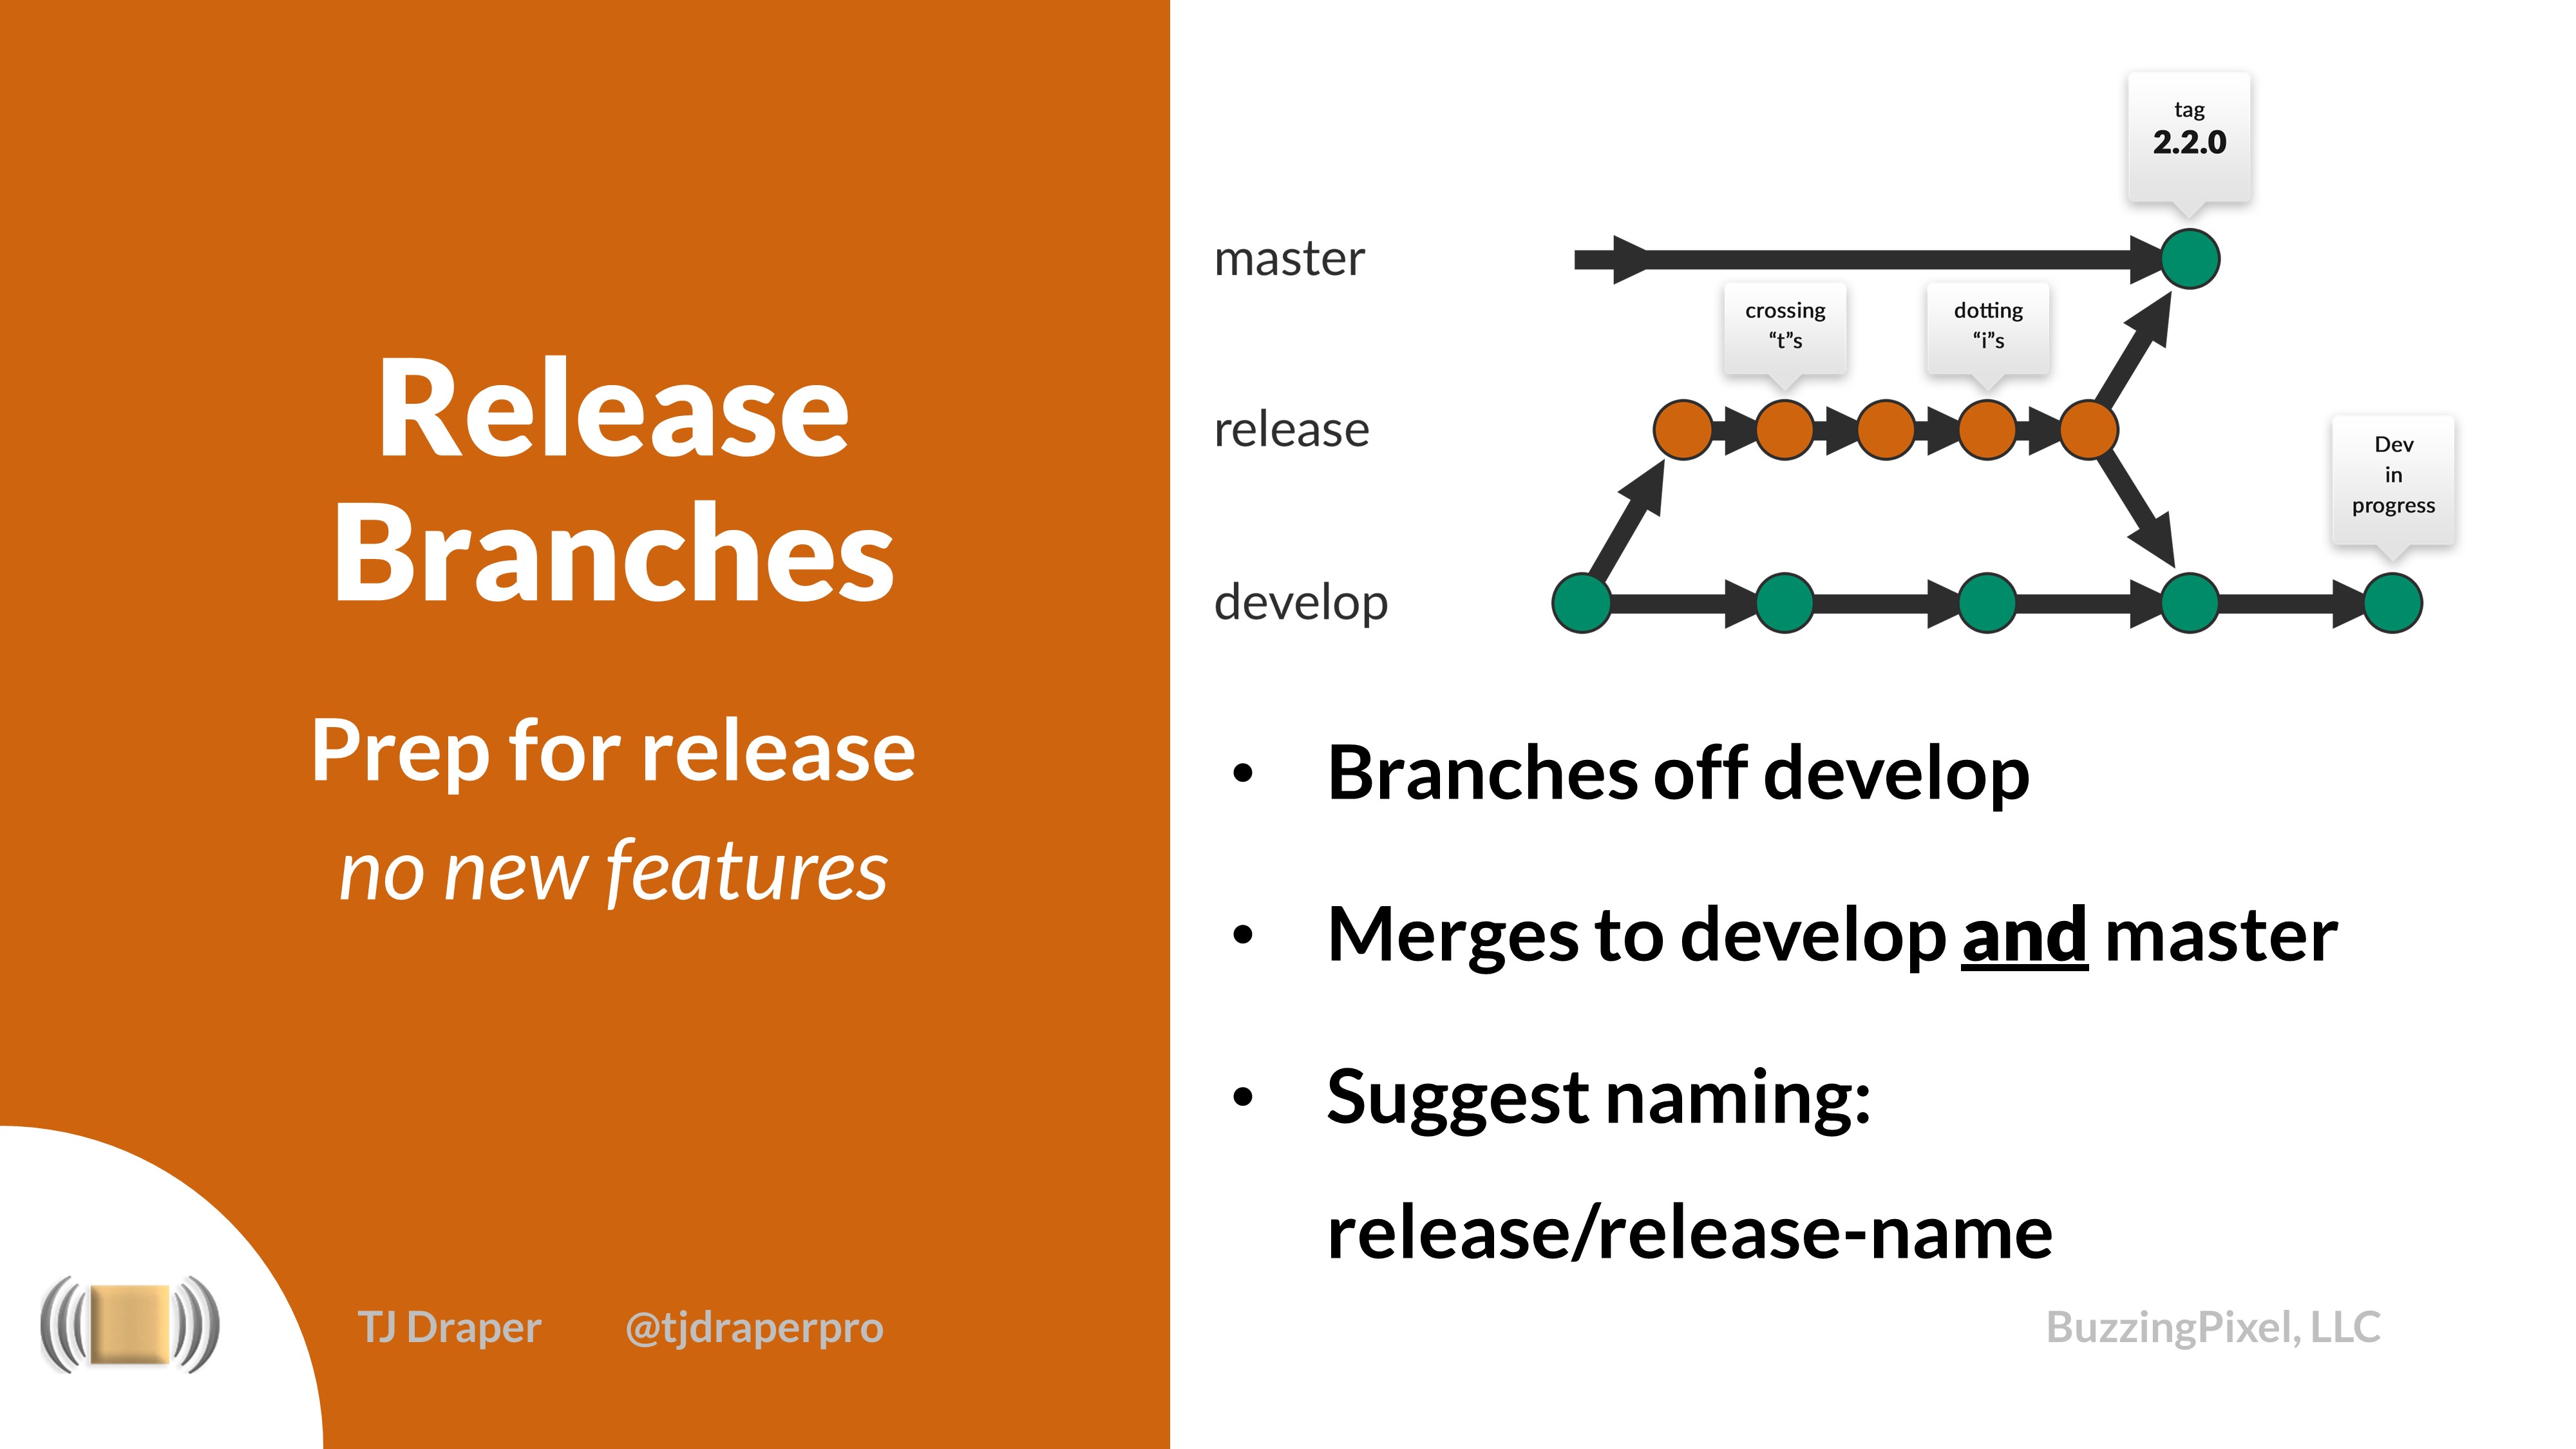 Release
Branches
Prep for release
no new features
TJ Draper
@tjdraperpro
tag
2.2.0
master
crossing
“t”s
dotting
“i”s
release
Dev
in
progress
develop
• Branches off develop
• Merges to develop and master
• Suggest naming:
release/release-name
BuzzingPixel, LLC